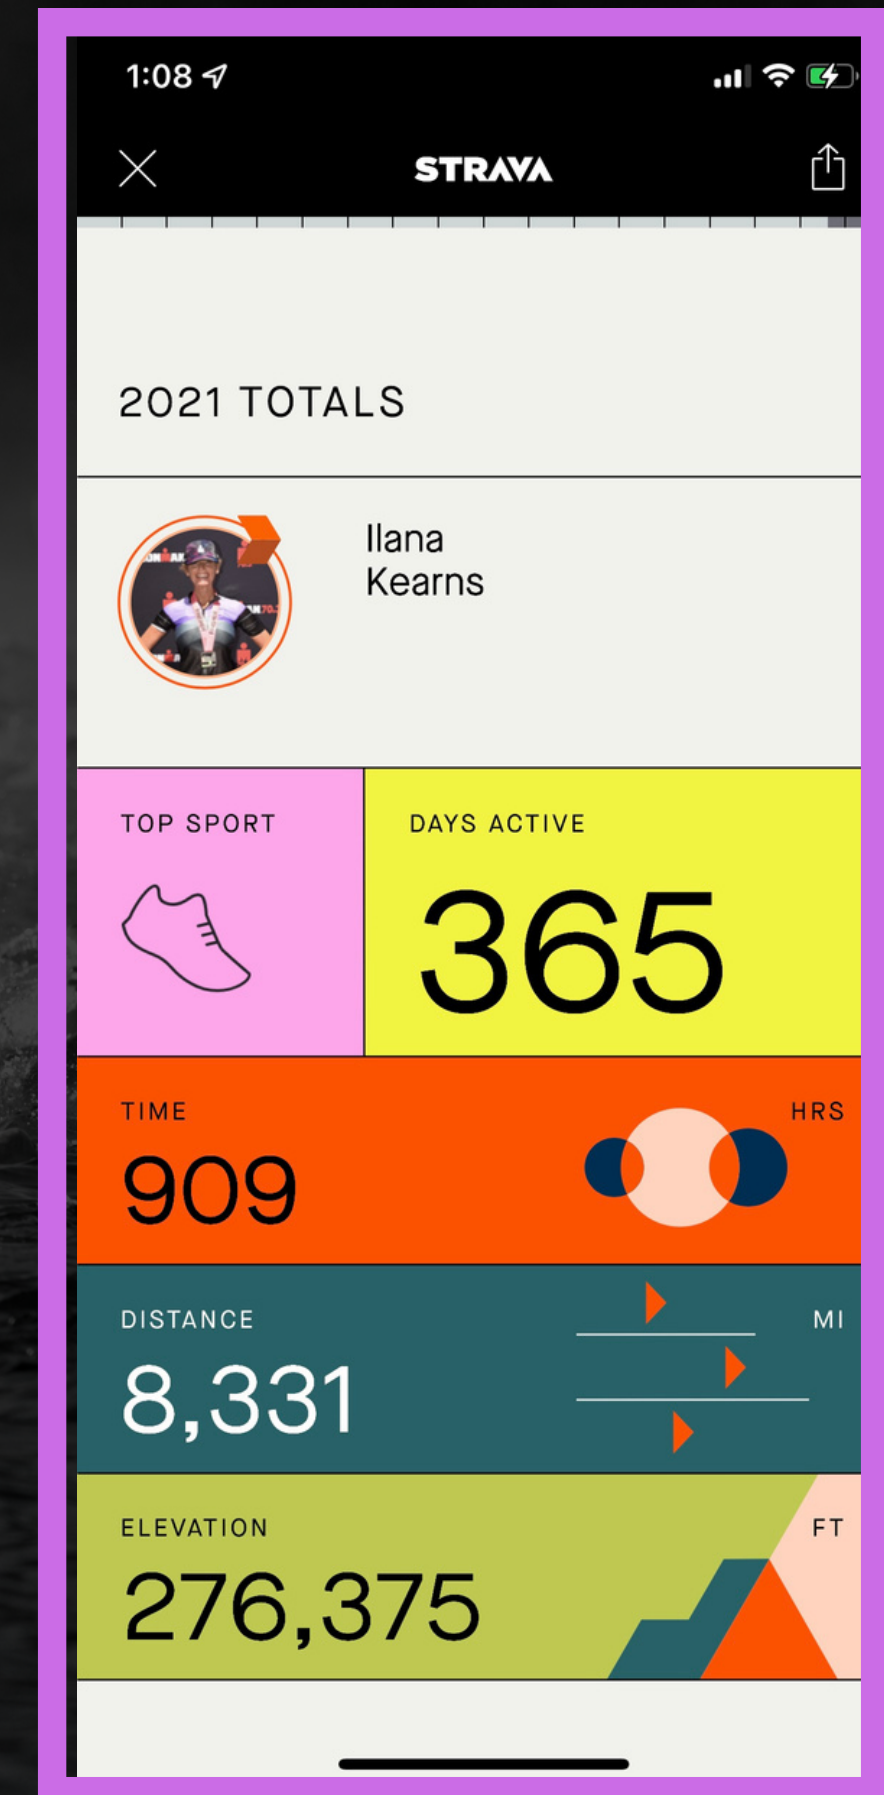 1:08
STRAVA
2021 TOTALS
Ilana
Kearns
TOP SPORT
DAYS ACTIVE
365
TIME
HRS
909
DISTANCE
MI
8,331
ELEVATION
FT
276,375